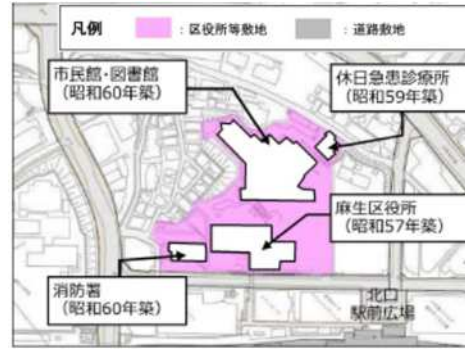 凡例
：区役所等敷地
：道路敷地
市民館・図書館
（昭和60年築）
休日急患診療所
（昭和59年築）
麻生区役所
（昭和57年築）
消防署
（昭和60年築）
北口
駅前広場